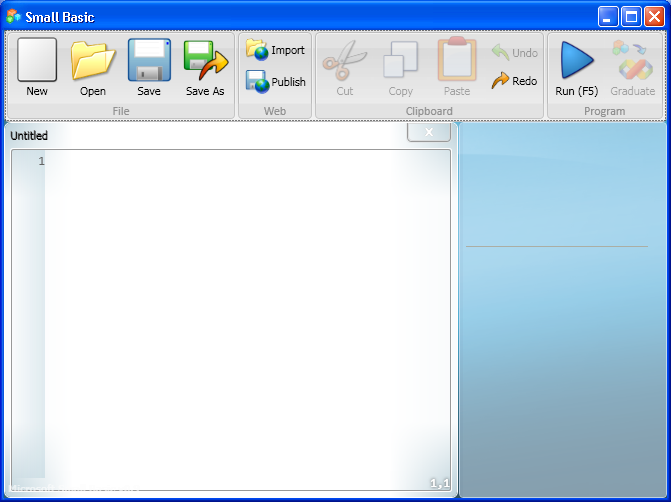 Small Basic
New
Open
Save
Save As
File
Import
Publish
Web
Cut
Copy
Paste
Undo
Redo
Clipboard
Run (F5)
Graduate
Program
Untitled
x
1
1,1